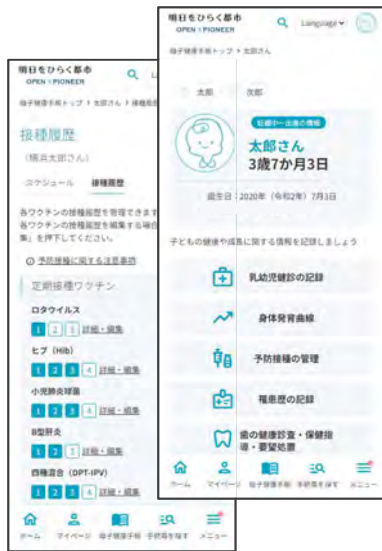 明日をひらく都市
OPEN × PIONEER
母子健康手帳トップ > 太郎さん > 接種履歴
接種履歴
(横浜太郎さん)
スケジュール 接種履歴
各ワクチンの接種履歴を管理できます
各ワクチンの接種履歴を編集する場合
集」を押下してください。
予防接種に関する注意事項
定期接種ワクチン
ロタウイルス
1 2 3 詳細・編集
ヒブ (Hib)
1 2 3 4 詳細・編集
小児肺炎球菌
1 2 3 4 詳細・編集
B型肝炎
1 2 3 詳細・編集
四種混合 (DPT-IPV)
1 2 3 4 詳細・編集
ホーム マイページ 母子健康手帳 手続等を探す メニュー
明日をひらく都市
OPEN × PIONEER
Language
母子健康手帳トップ > 太郎さん
太郎 次郎
妊娠中～出産の情報
太郎さん
3歳7か月3日
誕生日:2020年 (令和2年) 7月3日
子どもの健康や成長に関する情報を記録しましょう
乳幼児健診の記録
身体発育曲線
予防接種の管理
罹患歴の記録
歯の健康診査・保健指
導・要望処置
ホーム マイページ 母子健康手帳 手続等を探す メニュー